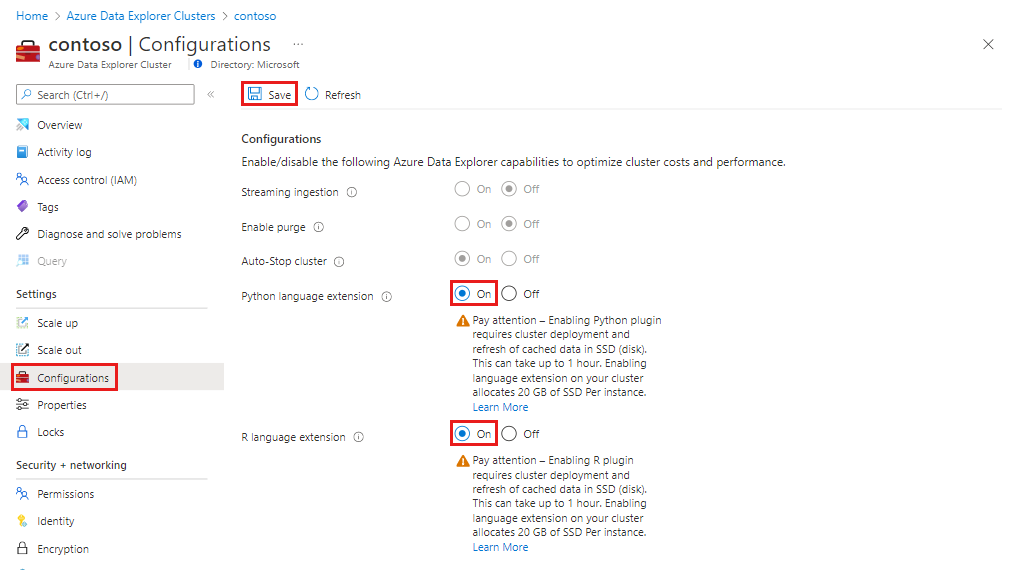 Home > Azure Data Explorer Clusters > contoso
contoso | Configurations ...
Azure Data Explorer Cluster
Directory: Microsoft
Search (Ctrl+/)
«
Overview
Activity log
Access control (IAM)
Tags
Diagnose and solve problems
Query
Settings
Scale up
Scale out
Configurations
Properties
Locks
Security + networking
Permissions
Identity
Encryption
Save
Refresh
Configurations
Enable/disable the following Azure Data Explorer capabilities to optimize cluster costs and performance.
Streaming ingestion On Off
Enable purge On Off
Auto-Stop cluster On Off
Python language extension On Off
Pay attention – Enabling Python plugin
requires cluster deployment and
refresh of cached data in SSD (disk).
This can take up to 1 hour. Enabling
language extension on your cluster
allocates 20 GB of SSD Per instance.
Learn More
R language extension On Off
Pay attention – Enabling R plugin
requires cluster deployment and
refresh of cached data in SSD (disk).
This can take up to 1 hour. Enabling
language extension on your cluster
allocates 20 GB of SSD Per instance.
Learn More